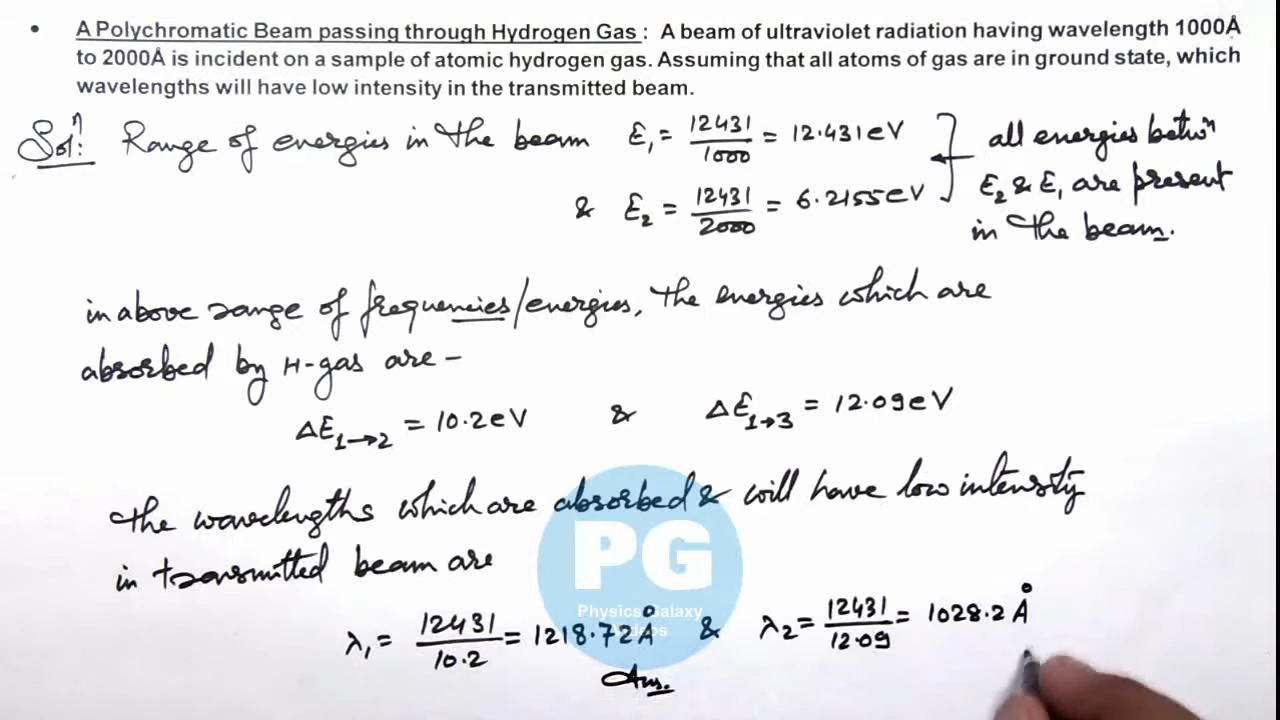 • A Polychromatic Beam passing through Hydrogen Gas : A beam of ultraviolet radiation having wavelength 1000Å
to 2000Å is incident on a sample of atomic hydrogen gas. Assuming that all atoms of gas are in ground state, which
wavelengths will have low intensity in the transmitted beam.
Solⁿ: Range of energies in the beam E₁ = 12431/1000 = 12.431 eV
& E₂ = 12431/2000 = 6.2155 eV
all energies betwⁿ
E₂ & E₁ are present
in the beam.
in above range of frequencies/energies, the energies which are
absorbed by H-gas are –
ΔE₁→₂ = 10.2 eV & ΔE₁→₃ = 12.09 eV
the wavelengths which are absorbed & will have low intensity
in transmitted beam are
λ₁ = 12431/10.2 = 1218.72 Å & λ₂ = 12431/12.09 = 1028.2 Å
Ans.
PG
Physics Galaxy
Videos